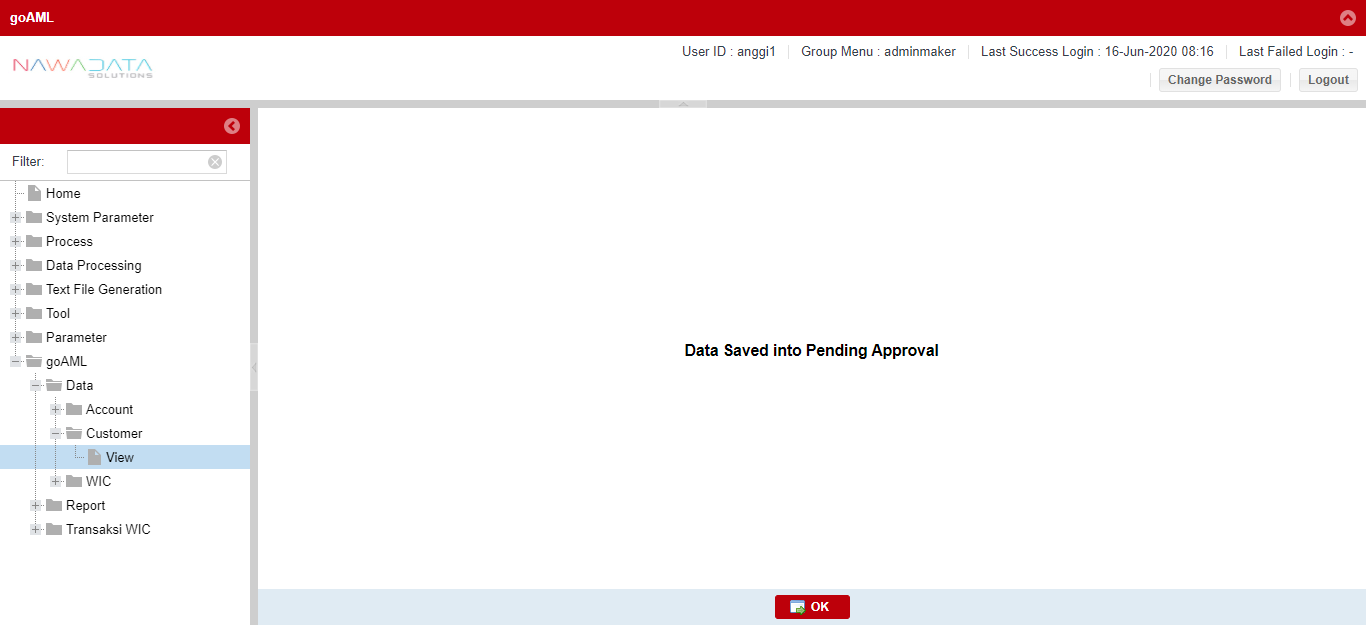 goAML
NAWADATA
SOLUTIONS
User ID : anggi1
Group Menu : adminmaker
Last Success Login : 16-Jun-2020 08:16
Last Failed Login : -
Change Password
Logout
Filter:
Home
System Parameter
Process
Data Processing
Text File Generation
Tool
Parameter
goAML
Data
Account
Customer
View
WIC
Report
Transaksi WIC
Data Saved into Pending Approval
OK